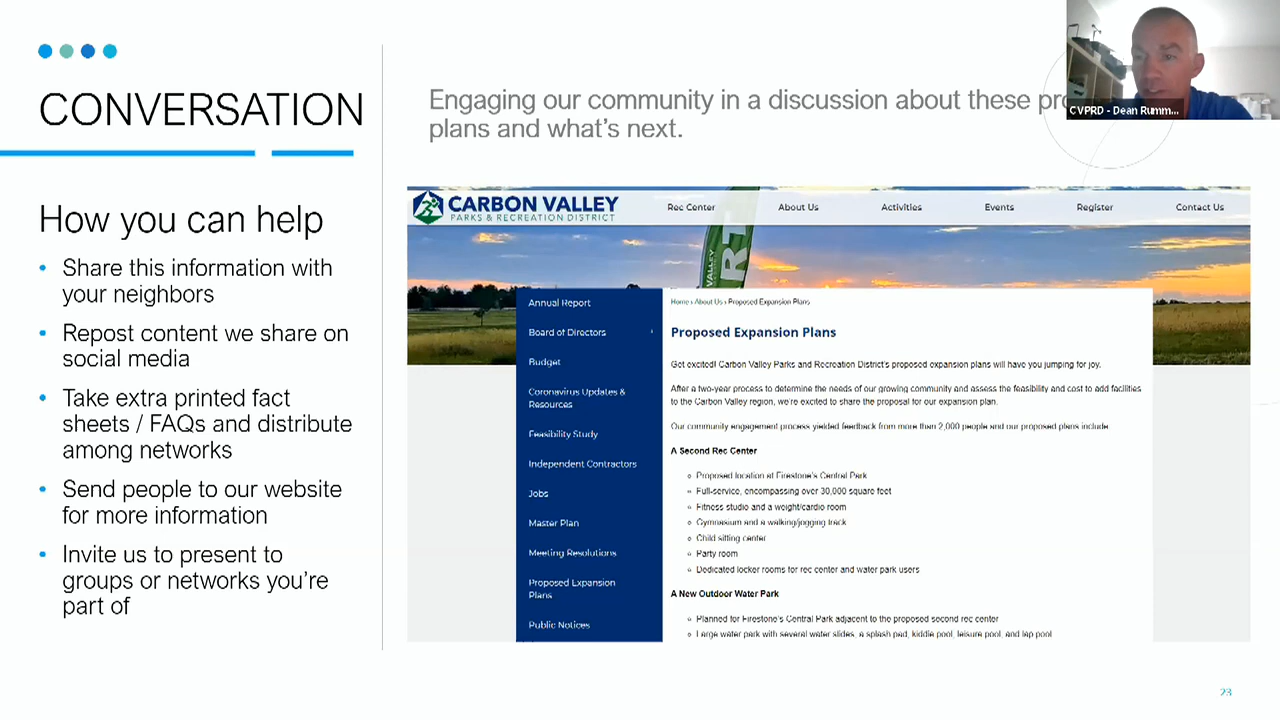 CONVERSATION
Engaging our community in a discussion about these
plans and what's next.
CVPRD - Dean Rumm...
How you can help
• Share this information with
your neighbors
• Repost content we share on
social media
• Take extra printed fact
sheets / FAQs and distribute
among networks
• Send people to our website
for more information
• Invite us to present to
groups or networks you're
part of
CARBON VALLEY
PARKS & RECREATION DISTRICT
Rec Center About Us Activities Events Register Contact Us
VALLEY
RT
Annual Report
Board of Directors
Budget
Coronavirus Updates &
Resources
Feasibility Study
Independent Contractors
Jobs
Master Plan
Meeting Resolutions
Proposed Expansion
Plans
Public Notices
Home › About Us › Proposed Expansion Plans
Proposed Expansion Plans
Get excited! Carbon Valley Parks and Recreation District's proposed expansion plans will have you jumping for joy.
After a two-year process to determine the needs of our growing community and assess the feasibility and cost to add facilities
to the Carbon Valley region, we're excited to share the proposal for our expansion plan.
Our community engagement process yielded feedback from more than 2,000 people and our proposed plans include
A Second Rec Center
Proposed location at Firestone's Central Park
Full-service, encompassing over 30,000 square feet
Fitness studio and a weight/cardio room
Gymnasium and a walking/jogging track
Child sitting center
Party room
Dedicated locker rooms for rec center and water park users
A New Outdoor Water Park
Planned for Firestone's Central Park adjacent to the proposed second rec center
Large water park with several water slides, a splash pad, kiddie pool, leisure pool, and lap pool
23